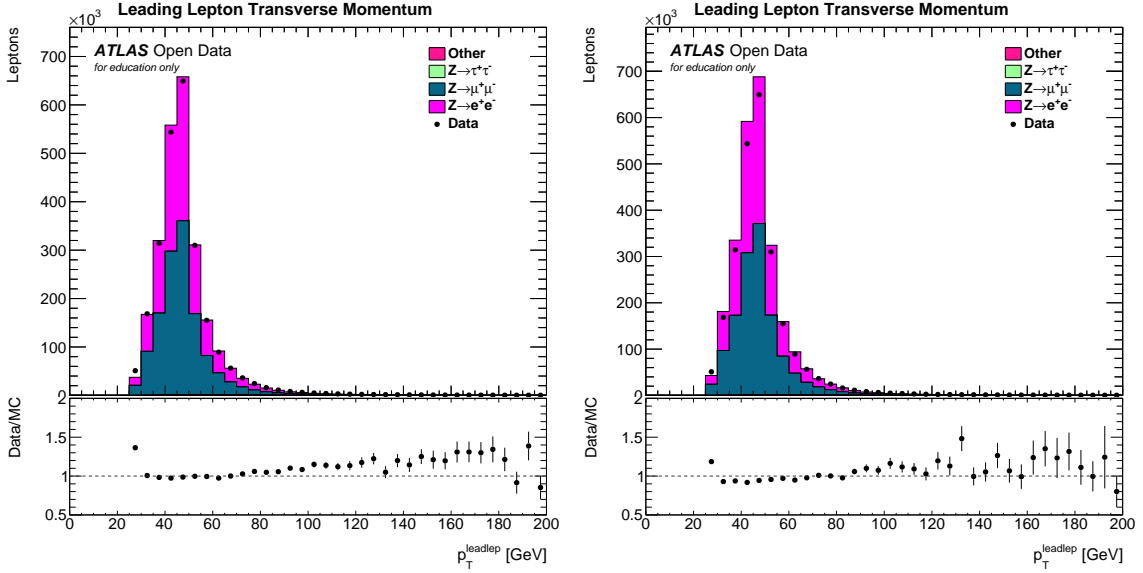 Leading Lepton Transverse Momentum
×10³
Leptons
ATLAS Open Data
for education only
Other
Z→τ⁺τ⁻
Z→μ⁺μ⁻
Z→e⁺e⁻
Data
700
600
500
400
300
200
100
0
Data/MC
2
1.5
1
0.5
0 20 40 60 80 100 120 140 160 180 200
p_T^leadlep [GeV]
Leading Lepton Transverse Momentum
×10³
Leptons
ATLAS Open Data
for education only
Other
Z→τ⁺τ⁻
Z→μ⁺μ⁻
Z→e⁺e⁻
Data
700
600
500
400
300
200
100
0
Data/MC
2
1.5
1
0.5
0 20 40 60 80 100 120 140 160 180 200
p_T^leadlep [GeV]